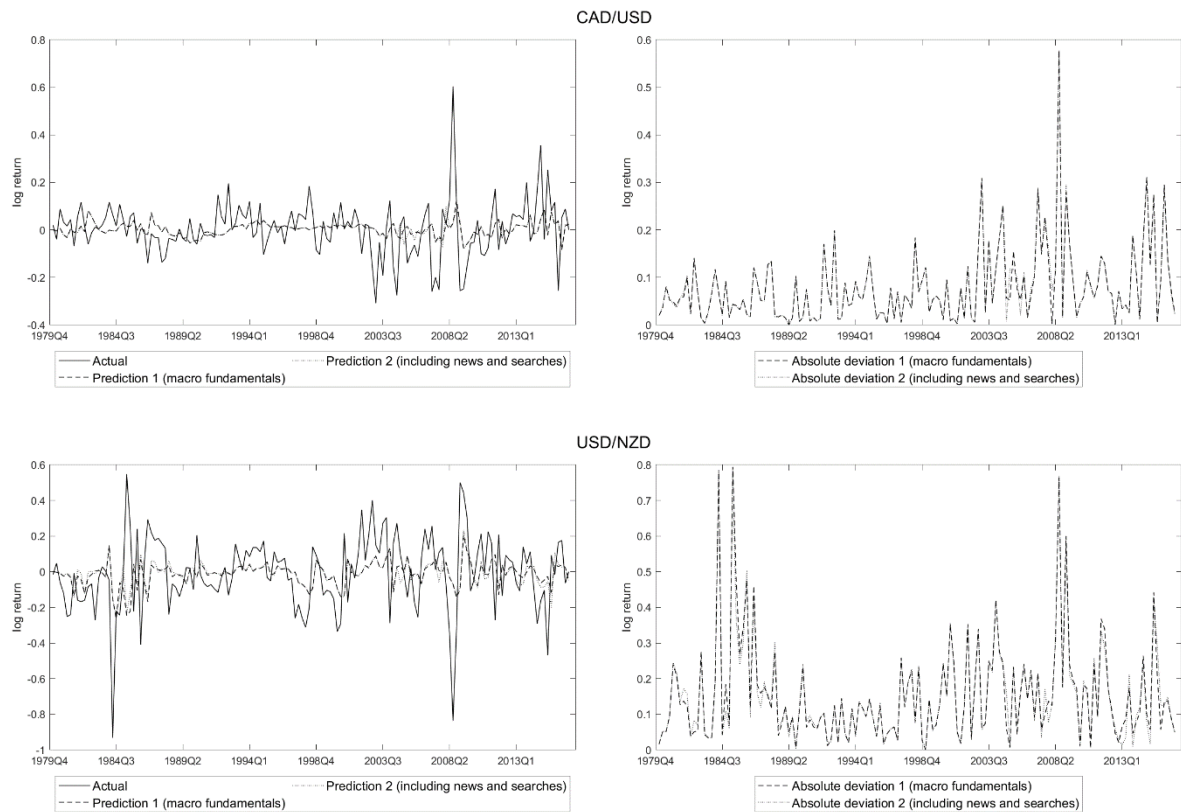 CAD/USD
0.8
0.6
0.4
0.2
0
-0.2
-0.4
log return
1979Q4 1984Q3 1989Q2 1994Q1 1998Q4 2003Q3 2008Q2 2013Q1
Actual
Prediction 1 (macro fundamentals)
Prediction 2 (including news and searches)
0.6
0.5
0.4
0.3
0.2
0.1
0
log return
1979Q4 1984Q3 1989Q2 1994Q1 1998Q4 2003Q3 2008Q2 2013Q1
Absolute deviation 1 (macro fundamentals)
Absolute deviation 2 (including news and searches)
USD/NZD
0.6
0.4
0.2
0
-0.2
-0.4
-0.6
-0.8
-1
log return
1979Q4 1984Q3 1989Q2 1994Q1 1998Q4 2003Q3 2008Q2 2013Q1
Actual
Prediction 1 (macro fundamentals)
Prediction 2 (including news and searches)
0.8
0.7
0.6
0.5
0.4
0.3
0.2
0.1
0
log return
1979Q4 1984Q3 1989Q2 1994Q1 1998Q4 2003Q3 2008Q2 2013Q1
Absolute deviation 1 (macro fundamentals)
Absolute deviation 2 (including news and searches)